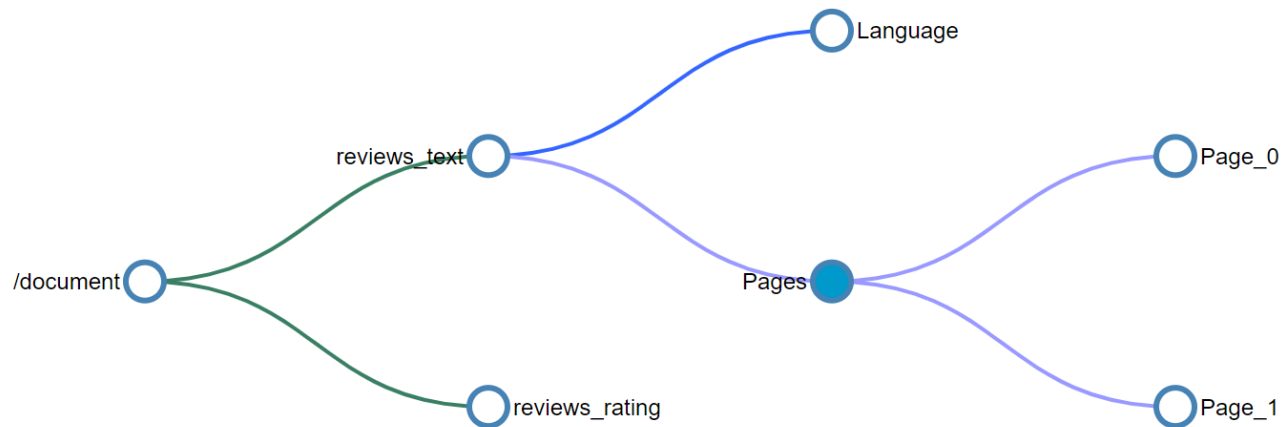 Language
reviews_text
Page_0
/document
Pages
reviews_rating
Page_1